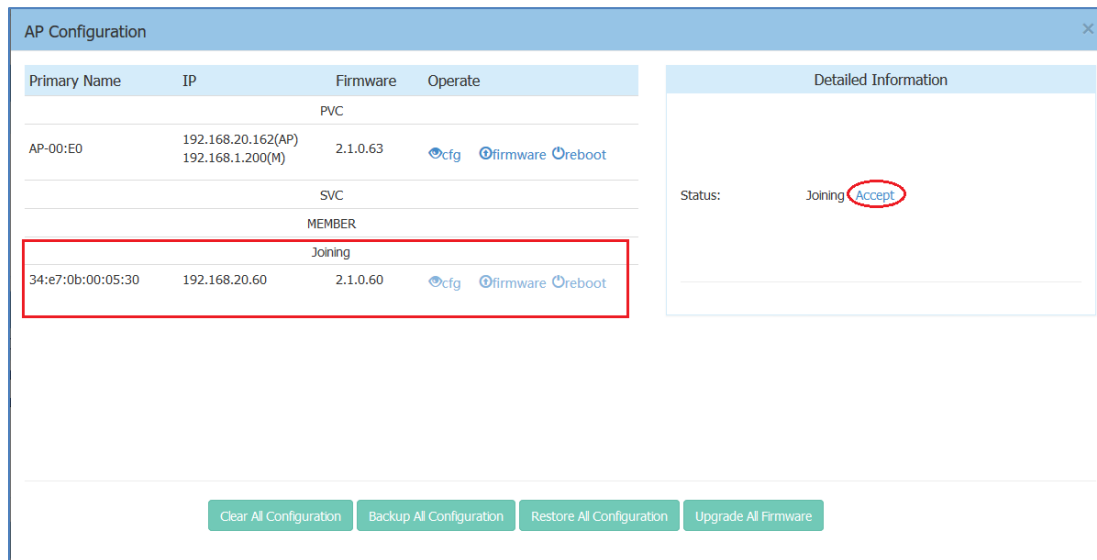 AP Configuration
×
Primary Name IP Firmware Operate
PVC
AP-00:E0 192.168.20.162(AP) 2.1.0.63 cfg firmware reboot
192.168.1.200(M)
SVC
MEMBER
Joining
34:e7:0b:00:05:30 192.168.20.60 2.1.0.60 cfg firmware reboot
Detailed Information
Status: Joining Accept
Clear All Configuration Backup All Configuration Restore All Configuration Upgrade All Firmware